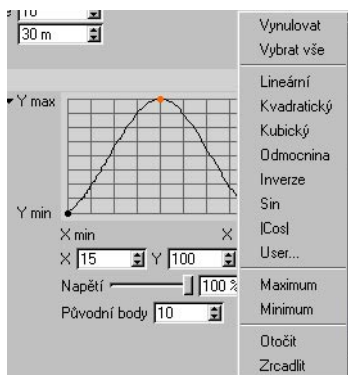 30 m
Y max
Y min
X min X
X 15 Y 100
Napětí 100 %
Původní body 10
Vynulovat
Vybrat vše
Lineární
Kvadratický
Kubický
Odmocnina
Inverze
Sin
|Cos|
User...
Maximum
Minimum
Otočit
Zrcadlit